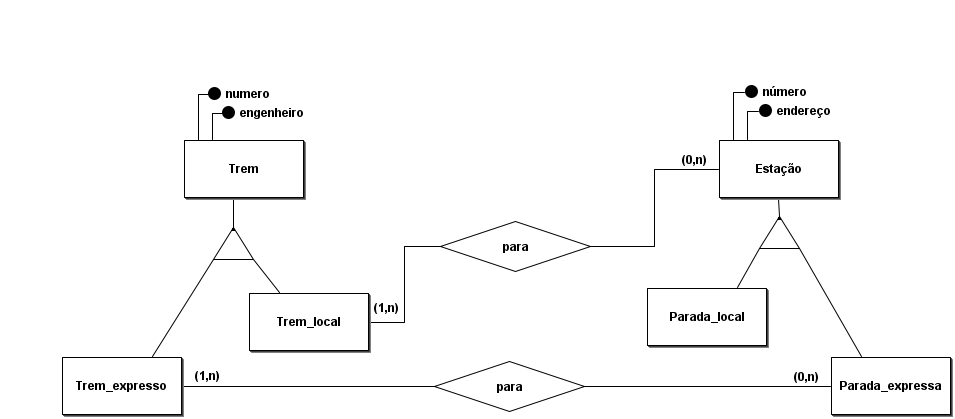 numero
engenheiro
número
endereço
Trem
(0,n)
Estação
para
Trem_local
(1,n)
Parada_local
Trem_expresso
(1,n)
para
(0,n)
Parada_expressa